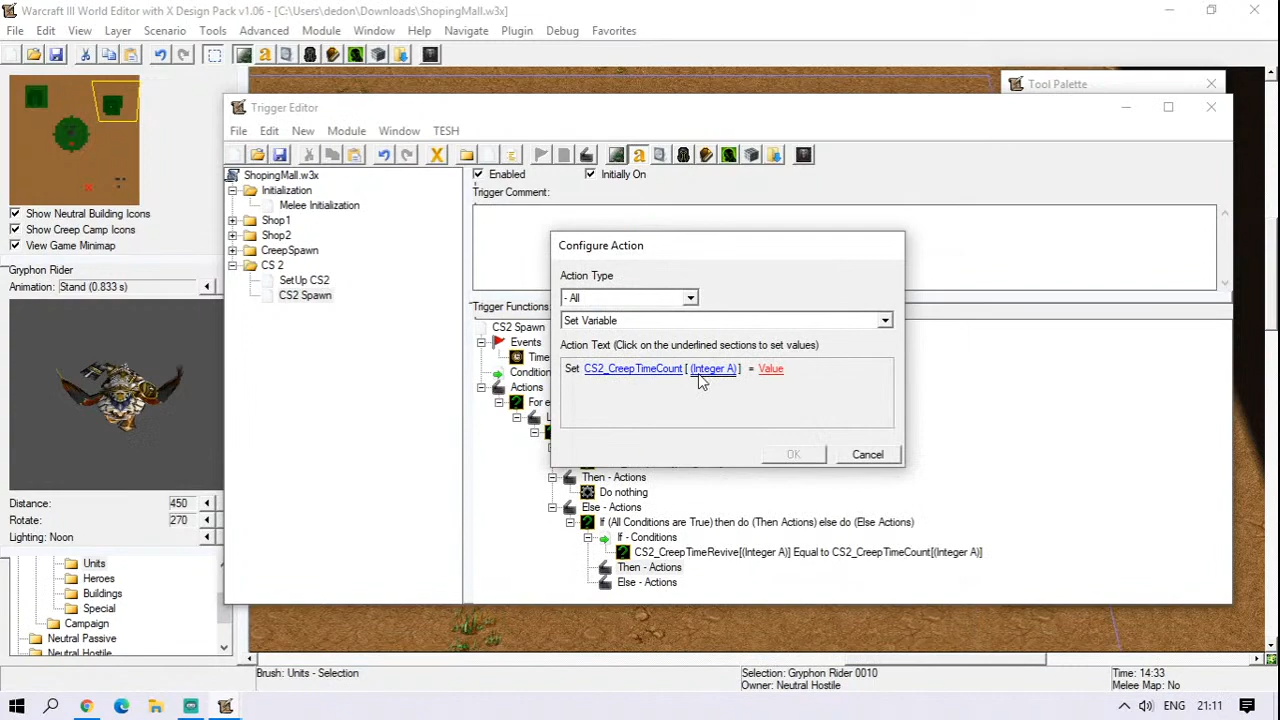 Warcraft III World Editor with X Design Pack v1.06 - [C:\Users\dedon\Downloads\ShopingMall.w3x]
File Edit View Layer Scenario Tools Advanced Module Window Help Navigate Plugin Debug Favorites
Tool Palette
Trigger Editor
File Edit New Module Window TESH
Show Neutral Building Icons
Show Creep Camp Icons
View Game Minimap
Gryphon Rider
Animation: Stand (0.833 s)
Distance: 450
Rotate: 270
Lighting: Noon
Units
Heroes
Buildings
Special
Campaign
Neutral Passive
Neutral Hostile
ShopingMall.w3x
Initialization
Melee Initialization
Shop1
Shop2
CreepSpawn
CS 2
SetUp CS2
CS2 Spawn
Enabled Initially On
Trigger Comment:
Trigger Functions
CS2 Spawn
Events
Time
Condition
Actions
For e
L
Configure Action
Action Type
- All
Set Variable
Action Text (Click on the underlined sections to set values)
Set CS2_CreepTimeCount [ (Integer A) ] = Value
OK Cancel
Then - Actions
Do nothing
Else - Actions
If (All Conditions are True) then do (Then Actions) else do (Else Actions)
If - Conditions
CS2_CreepTimeRevive[(Integer A)] Equal to CS2_CreepTimeCount[(Integer A)]
Then - Actions
Else - Actions
Brush: Units - Selection
Selection: Gryphon Rider 0010
Owner: Neutral Hostile
Time: 14:33
Melee Map: No
ENG 21:11